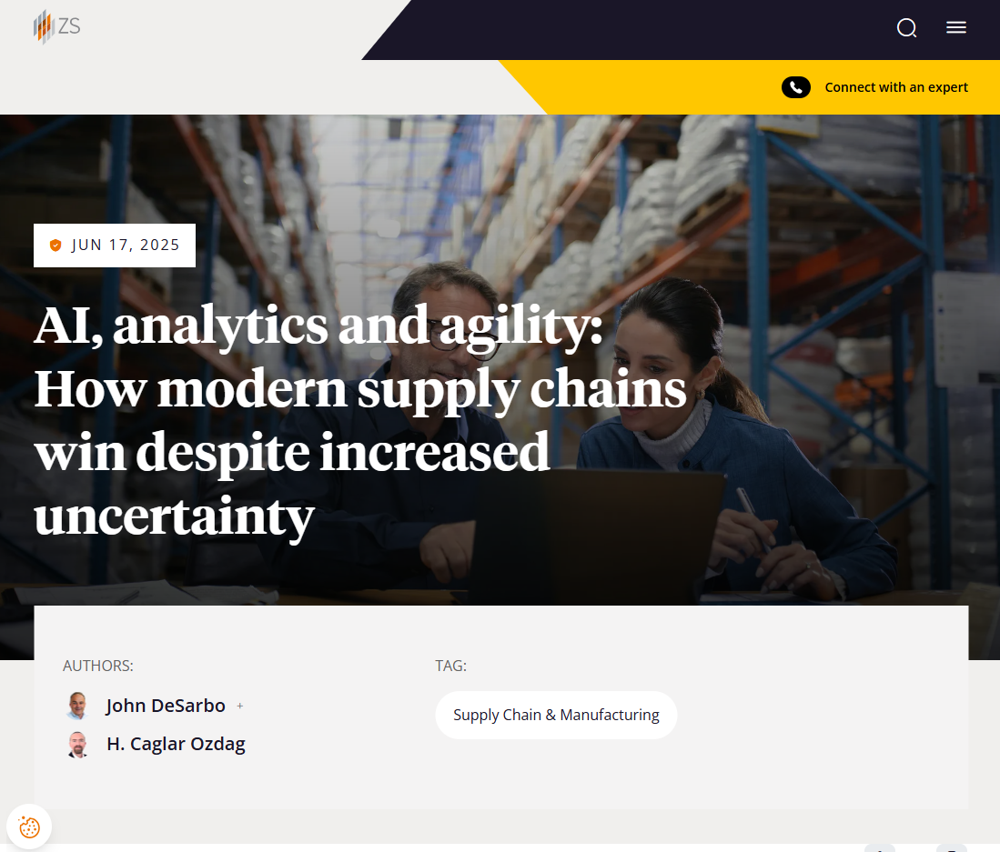 ZS
Connect with an expert
JUN 17, 2025
AI, analytics and agility:
How modern supply chains
win despite increased
uncertainty
AUTHORS:
John DeSarbo +
H. Caglar Ozdag
TAG:
Supply Chain & Manufacturing